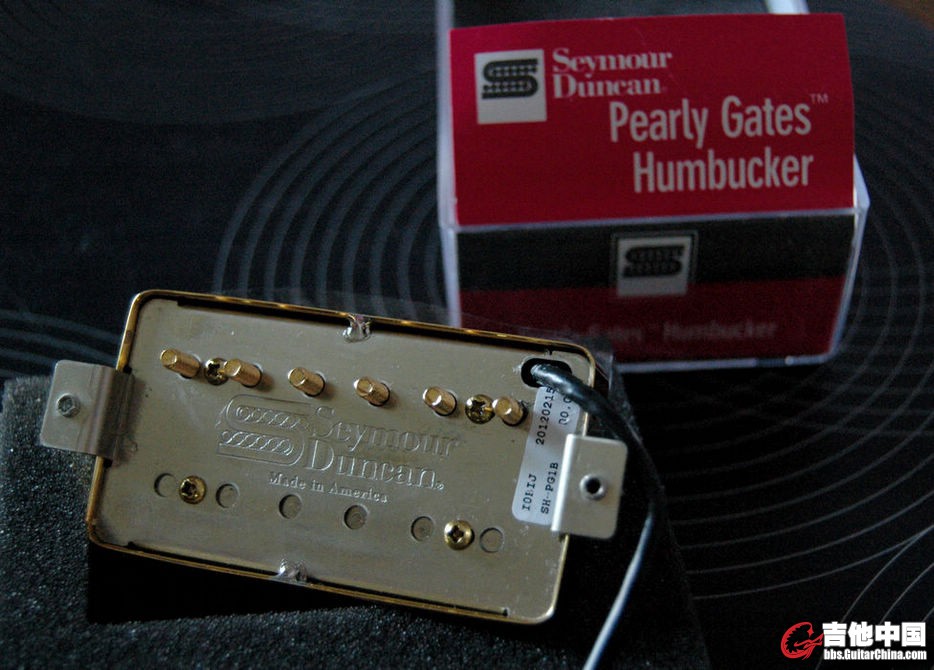 Seymour
Duncan®
Pearly Gates™
Humbucker
Pearly Gates™ Humbucker
Seymour
Duncan®
Made in America
SH-PG1B 20120215
吉他中国
bbs.GuitarChina.com